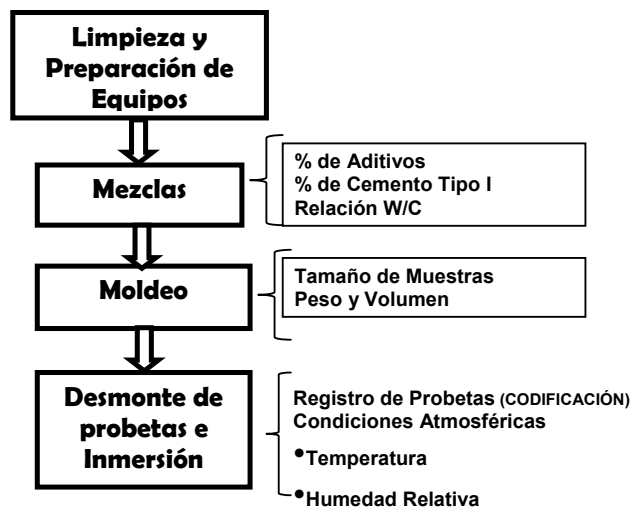 Limpieza y
Preparación de
Equipos
Mezclas
% de Aditivos
% de Cemento Tipo I
Relación W/C
Moldeo
Tamaño de Muestras
Peso y Volumen
Desmonte de
probetas e
Inmersión
Registro de Probetas (CODIFICACIÓN)
Condiciones Atmosféricas
•Temperatura
•Humedad Relativa